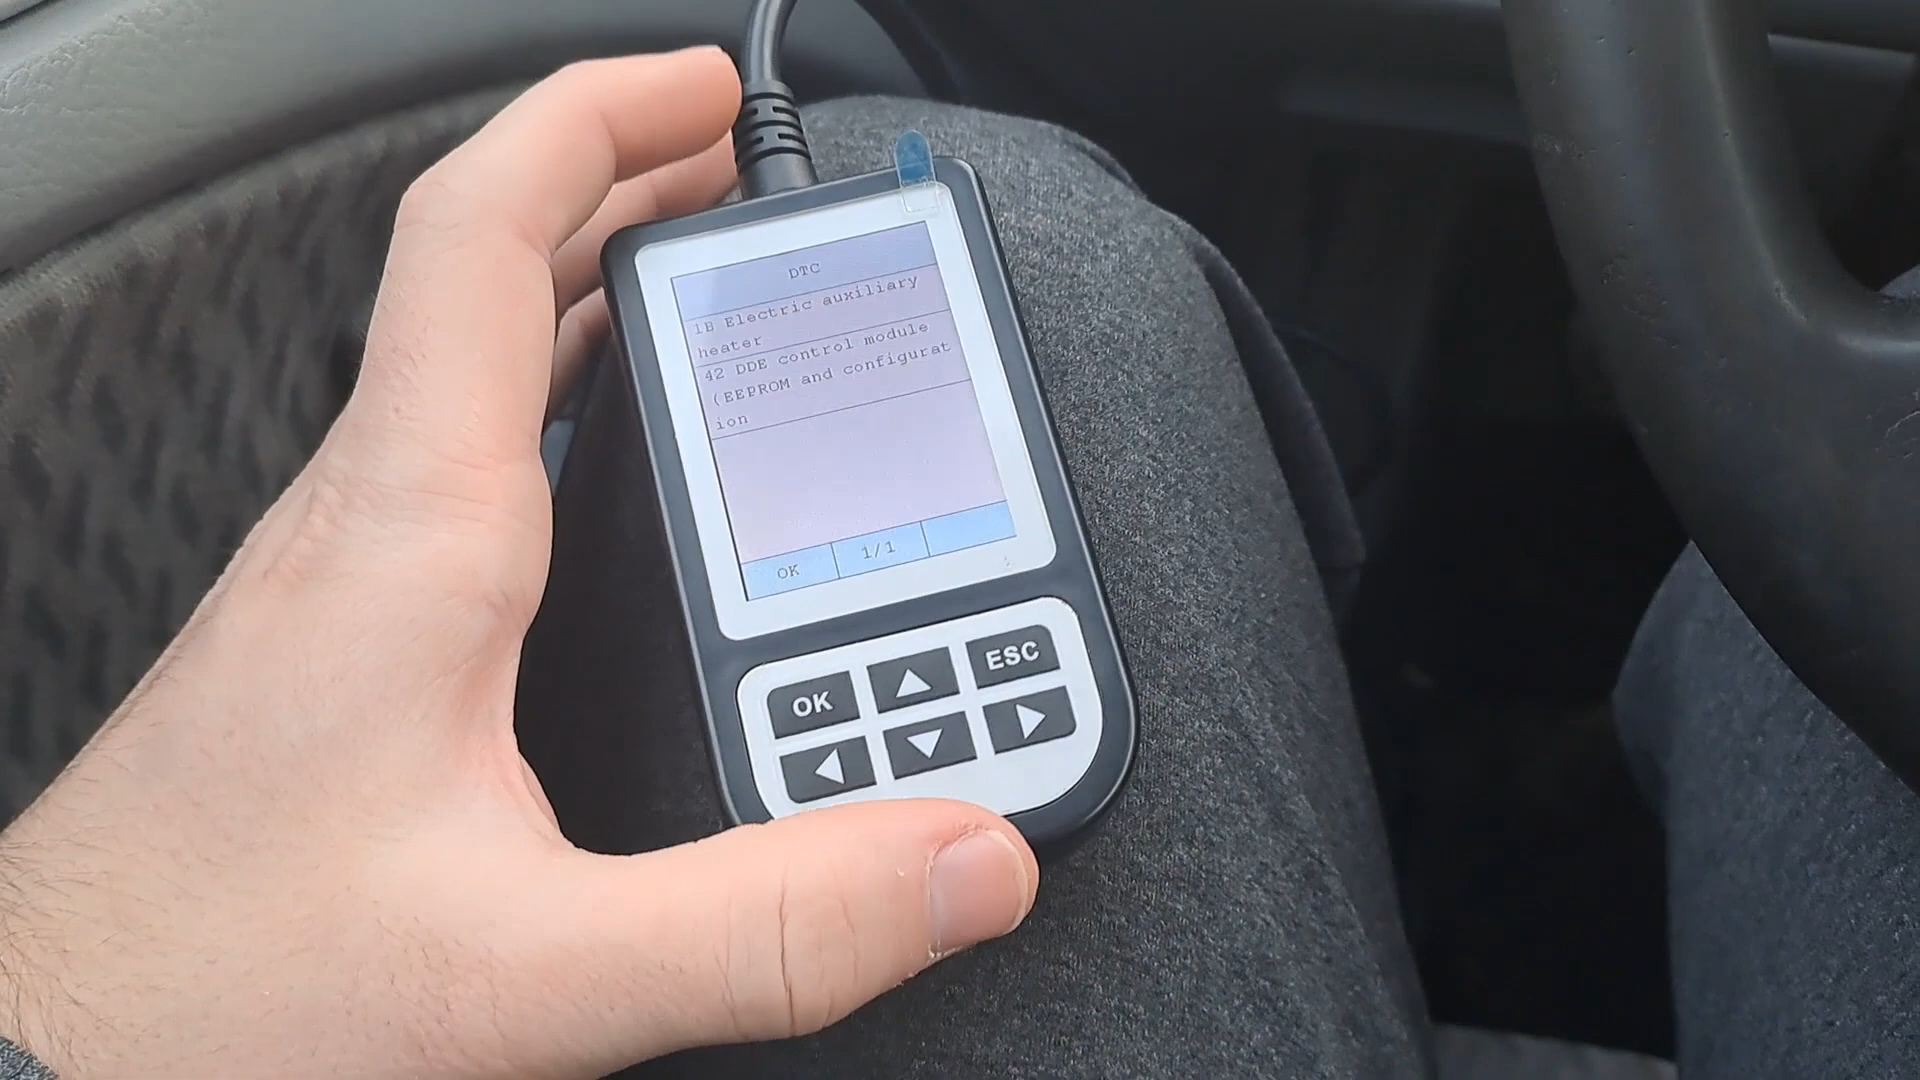 DTC
1B Electric auxiliary
heater
42 DDE control module
(EEPROM and configurat
ion
OK 1/1
OK ESC